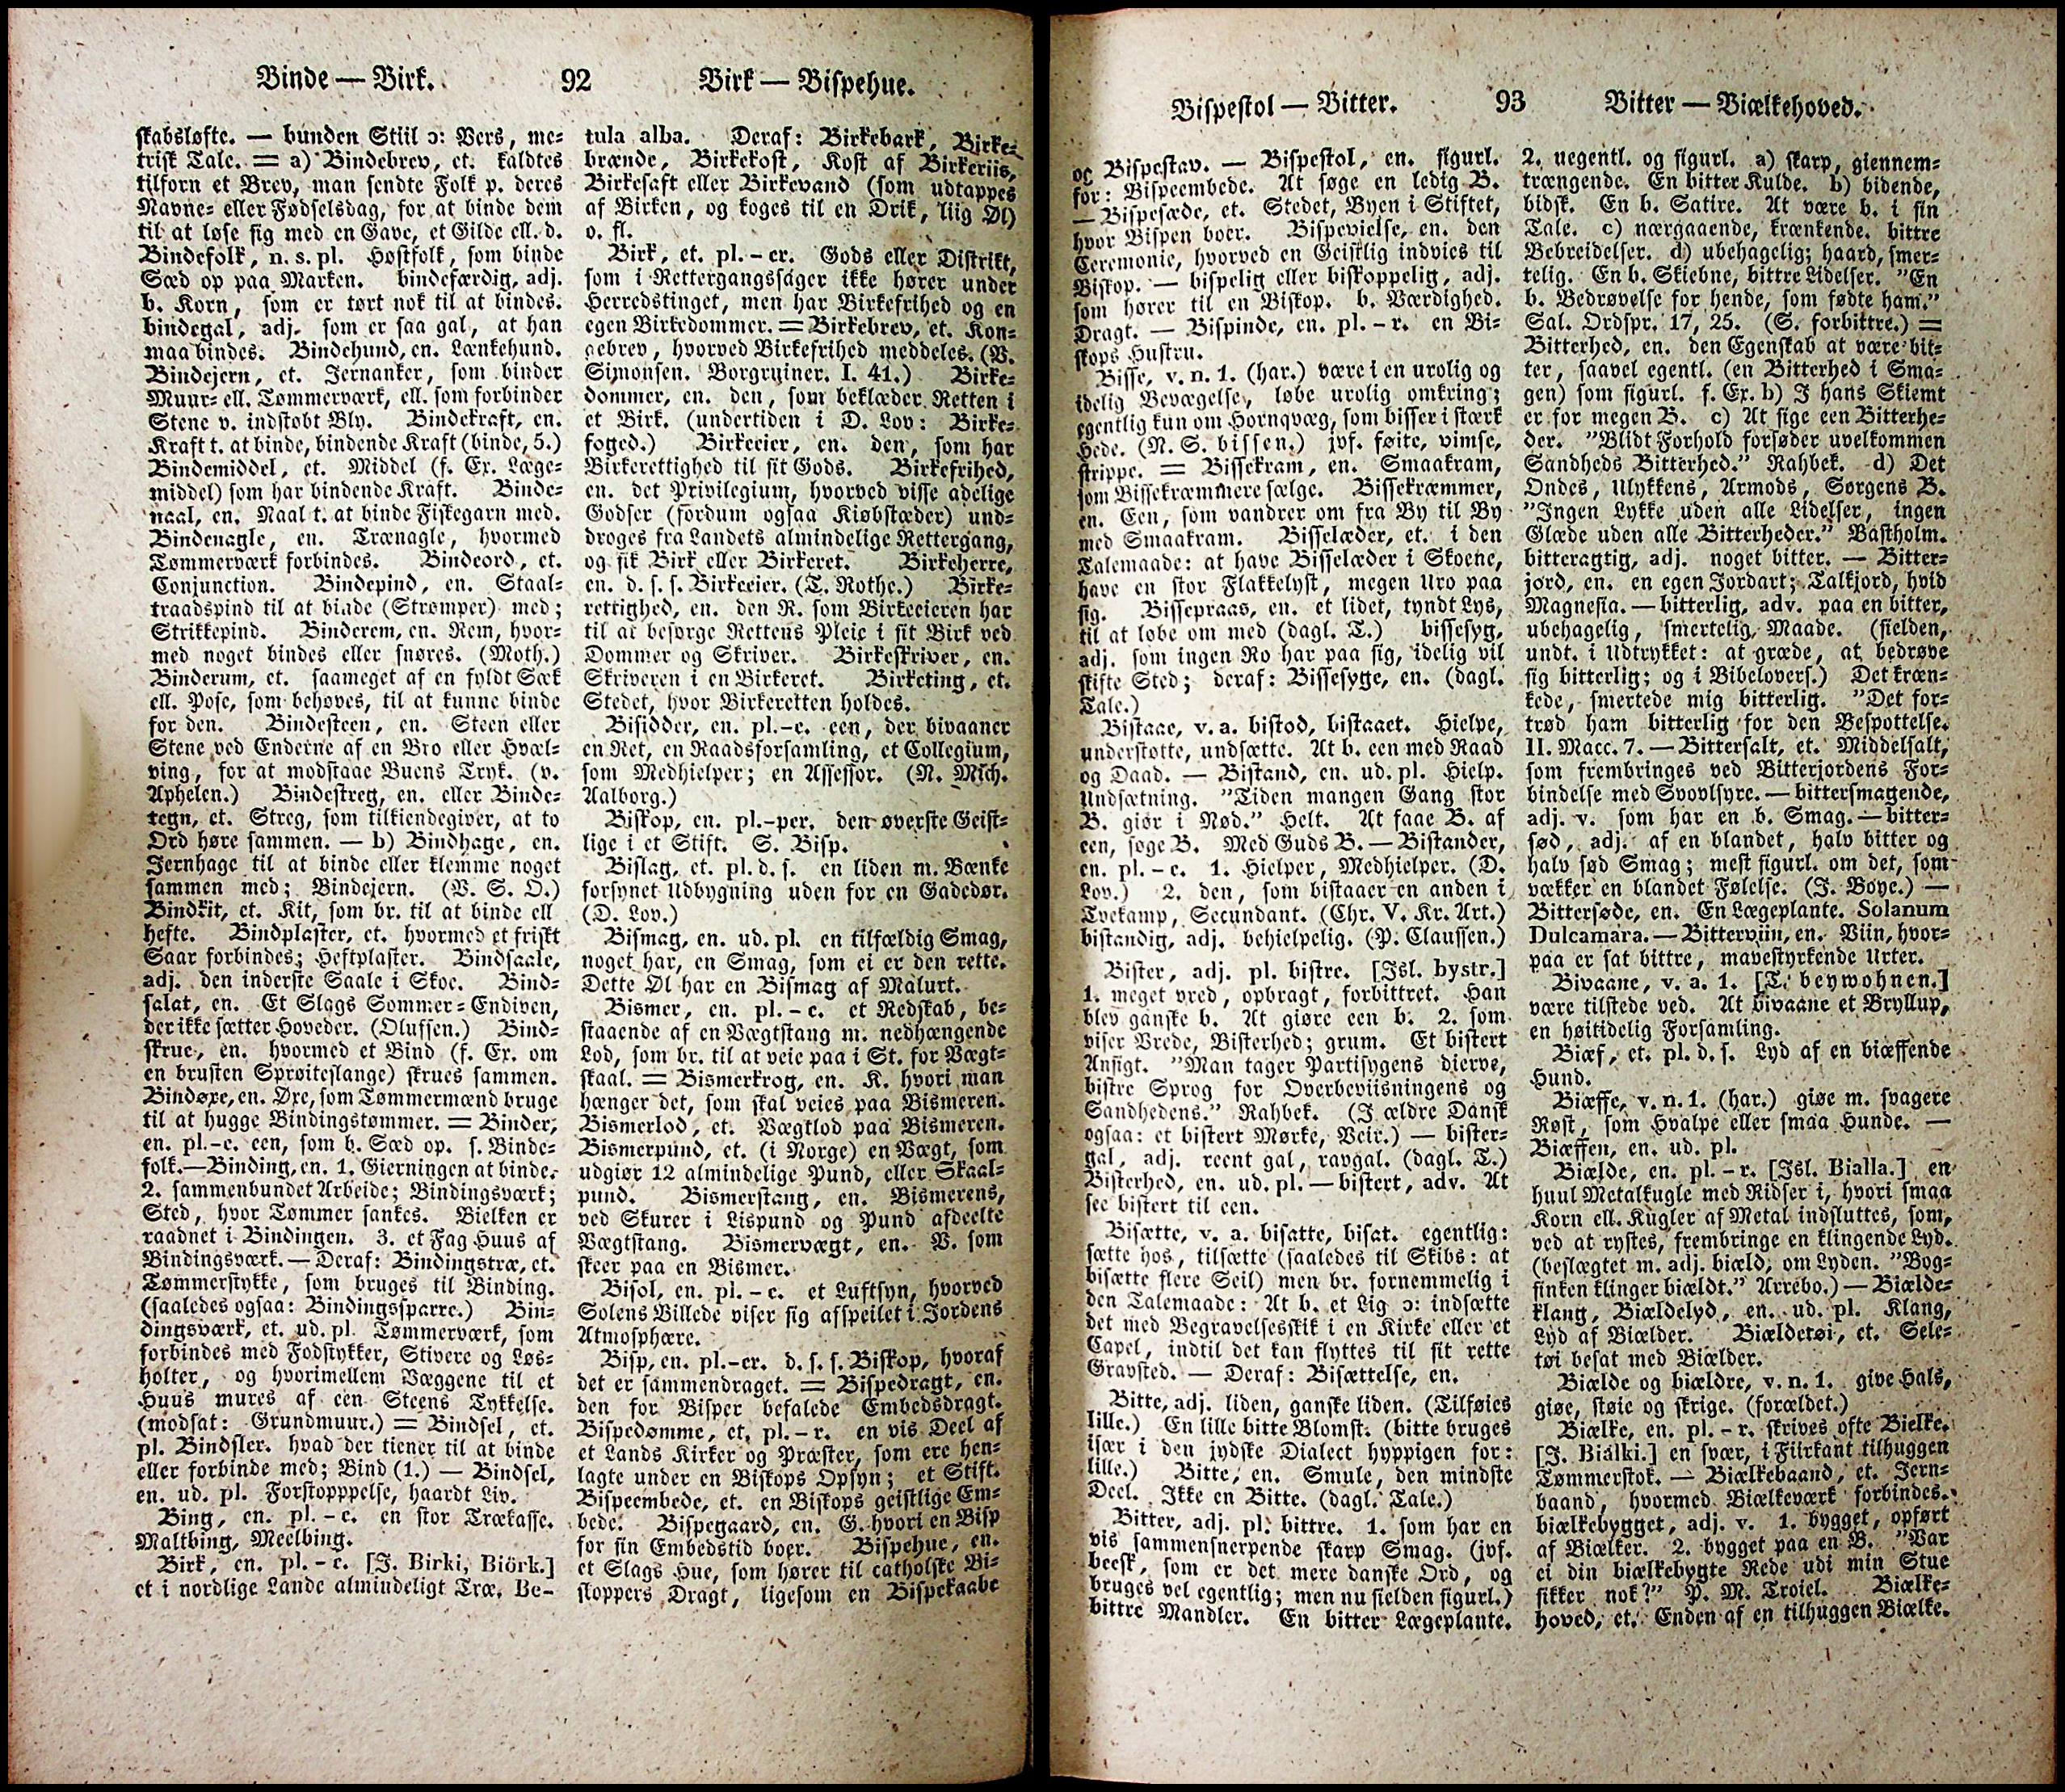 Binde — Birk.
92
Birk — Bispehue.
skabsløfte. — bunden Stiil ɔ: Vers, me=
trisk Tale. = a) Bindebrev, et. kaldtes
tilforn et Brev, man sendte Folk p. deres
Navne= eller Fødselsdag, for at binde dem
til at løse sig med en Gave, et Gilde ell. d.
Bindefolk, n. s. pl. Høstfolk, som binde
Sæd op paa Marken. bindefærdig, adj.
b. Korn, som er tørt nok til at bindes.
bindegal, adj. som er saa gal, at han
maa bindes. Bindehund, en. Lænkehund.
Bindejern, et. Jernanker, som binder
Muur= ell. Tømmerværk, ell. som forbinder
Stene v. indstøbt Bly. Bindekraft, en.
Kraft t. at binde, bindende Kraft (binde, 5.)
Bindemiddel, et. Middel (f. Ex. Læge=
middel) som har bindende Kraft. Binde=
naal, en. Naal t. at binde Fiskegarn med.
Bindenagle, en. Trænagle, hvormed
Tømmerværk forbindes. Bindeord, et.
Conjunction. Bindepind, en. Staal=
traadspind til at binde (Strømper) med;
Strikkepind. Binderem, en. Rem, hvor=
med noget bindes eller snøres. (Moth.)
Binderum, et. saameget af en fyldt Sæk
ell. Pose, som behøves, til at kunne binde
for den. Bindesteen, en. Steen eller
Stene ved Enderne af en Bro eller Hvæl=
ving, for at modstaae Buens Tryk. (v.
Aphelen.) Bindestreg, en. eller Binde=
tegn, et. Streg, som tilkiendegiver, at to
Ord høre sammen. — b) Bindhage, en.
Jernhage til at binde eller klemme noget
sammen med; Bindejern. (V. S. O.)
Bindkit, et. Kit, som br. til at binde ell
hefte. Bindplaster, et. hvormed et friskt
Saar forbindes; Heftplaster. Bindsaale,
adj. den inderste Saale i Skoe. Bind=
salat, en. Et Slags Sommer=Endiven,
der ikke sætter Hoveder. (Olufsen.) Bind=
skrue, en. hvormed et Bind (f. Ex. om
en brusten Sprøiteslange) skrues sammen.
Bindøxe, en. Øxe, som Tømmermænd bruge
til at hugge Bindingstømmer. = Binder,
en. pl.-e. een, som b. Sæd op. s. Binde=
folk. — Binding, en. 1. Gierningen at binde.
2. sammenbundet Arbeide; Bindingsværk;
Sted, hvor Tømmer sankes. Bielken er
raadnet i Bindingen. 3. et Fag Huus af
Bindingsværk. — Deraf: Bindingstræ, et.
Tømmerstykke, som bruges til Binding.
(saaledes ogsaa: Bindingssparre.) Bin=
dingsværk, et. ud. pl. Tømmerværk, som
forbindes med Fodstykker, Stivere og Løs=
holter, og hvorimellem Væggene til et
Huus mures af een Steens Tykkelse.
(modsat: Grundmuur.) = Bindsel, et.
pl. Bindsler. hvad der tiener til at binde
eller forbinde med; Bind (1.) — Bindsel,
en. ud. pl. Forstopppelse, haardt Liv.
Bing, en. pl. - e. en stor Trækasse.
Maltbing, Meelbing.
Birk, en. pl. - e. [J. Birki, Biörk.]
et i nordlige Lande almindeligt Træ. Be=
tula alba. Deraf: Birkebark, Birke=
brænde, Birkekost, Kost af Birkeriis,
Birkesaft eller Birkevand (som udtappes
af Birken, og koges til en Drik, liig Øl)
o. fl.
Birk, et. pl. - er. Gods eller Distrikt,
som i Rettergangssager ikke hører under
Herredstinget, men har Birkefrihed og en
egen Birkedommer. = Birkebrev, et. Kon=
gebrev, hvorved Birkefrihed meddeles. (V.
Simonsen. Borgruiner. I. 41.) Birke=
dommer, en. den, som beklæder Retten i
et Birk. (undertiden i D. Lov: Birke=
foged.) Birkeeier, en. den, som har
Birkerettighed til sit Gods. Birkefrihed,
en. det Privilegium, hvorved visse adelige
Godser (fordum ogsaa Kiøbstæder) und=
droges fra Landets almindelige Rettergang,
og fik Birk eller Birkeret. Birkeherre,
en. d. s. s. Birkeeier. (T. Rothe.) Birke=
rettighed, en. den R. som Birkeeieren har
til at besørge Rettens Pleie i sit Birk ved
Dommer og Skriver. Birkeskriver, en.
Skriveren i en Birkeret. Birketing, et.
Stedet, hvor Birkeretten holdes.
Bisidder, en. pl.-e. een, der bivaaner
en Ret, en Raadsforsamling, et Collegium,
som Medhielper; en Assessor. (N. Mich.
Aalborg.)
Biskop, en. pl.-per. den øverste Geist=
lige i et Stift. S. Bisp.
Bislag, et. pl. d. s. en liden m. Bænke
forsynet Udbygning uden for en Gadedør.
(D. Lov.)
Bismag, en. ud. pl. en tilfældig Smag,
noget har, en Smag, som ei er den rette.
Dette Øl har en Bismag af Malurt.
Bismer, en. pl. - e. et Redskab, be=
staaende af en Vægtstang m. nedhængende
Lod, som br. til at veie paa i St. for Vægt=
skaal. = Bismerkrog, en. K. hvori man
hænger det, som skal veies paa Bismeren.
Bismerlod, et. Vægtlod paa Bismeren.
Bismerpund, et. (i Norge) en Vægt, som
udgiør 12 almindelige Pund, eller Skaal=
pund. Bismerstang, en. Bismerens,
ved Skurer i Lispund og Pund afdeelte
Vægtstang. Bismervægt, en. V. som
skeer paa en Bismer.
Bisol, en. pl. - e. et Luftsyn, hvorved
Solens Billede viser sig afspeilet i Jordens
Atmosphære.
Bisp, en. pl.-er. d. s. s. Biskop, hvoraf
det er sammendraget. = Bispedragt, en.
den for Bisper befalede Embedsdragt.
Bispedømme, et. pl. - r. en vis Deel af
et Lands Kirker og Præster, som ere hen=
lagte under en Biskops Opsyn; et Stift.
Bispeembede, et. en Biskops geistlige Em=
bede. Bispegaard, en. G. hvori en Bisp
for sin Embedstid boer. Bispehue, en.
et Slags Hue, som hører til catholske Bi=
skoppers Dragt, ligesom en Bispekaabe
Bispestol — Bitter.
93
Bitter — Biælkehoved.
og Bispestav. — Bispestol, en. figurl.
for: Bispeembede. At søge en ledig B.
— Bispesæde, et. Stedet, Byen i Stiftet,
hvor Bispen boer. Bispevielse, en. den
Ceremonie, hvorved en Geistlig indvies til
Biskop. — bispelig eller biskoppelig, adj.
som hører til en Biskop. b. Værdighed.
Dragt. — Bispinde, en. pl. - r. en Bi=
skops Hustru.
Bisse, v. n. 1. (har.) være i en urolig og
idelig Bevægelse, løbe urolig omkring;
egentlig kun om Hornqvæg, som bisser i stærk
Hede. (N. S. bissen.) jvf. føite, vimse,
strippe. = Bissekram, en. Smaakram,
som Bissekræmmere sælge. Bissekræmmer,
en. Een, som vandrer om fra By til By
med Smaakram. Bisselæder, et. i den
Talemaade: at have Bisselæder i Skoene,
have en stor Flakkelyst, megen Uro paa
sig. Bissepraas, en. et lidet, tyndt Lys,
til at løbe om med (dagl. T.) bissesyg,
adj. som ingen Ro har paa sig, idelig vil
skifte Sted; deraf: Bissesyge, en. (dagl.
Tale.)
Bistaae, v. a. bistod, bistaaet. Hielpe,
understøtte, undsætte. At b. een med Raad
og Daad. — Bistand, en. ud. pl. Hielp.
Undsætning. "Tiden mangen Gang stor
B. giør i Nød." Helt. At faae B. af
een, søge B. Med Guds B. — Bistander,
en. pl. - e. 1. Hielper, Medhielper. (D.
Lov.) 2. den, som bistaaer en anden i
Tvekamp, Secundant. (Chr. V. Kr. Art.)
bistandig, adj. behielpelig. (P. Claussen.)
Bister, adj. pl. bistre. [Isl. bystr.]
1. meget vred, opbragt, forbittret. Han
blev ganske b. At giøre een b. 2. som
viser Vrede, Bisterhed; grum. Et bistert
Ansigt. "Man tager Partisygens dierve,
bistre Sprog for Overbeviisningens og
Sandhedens." Rahbek. (I ældre Dansk
ogsaa: et bistert Mørke, Veir.) — bister=
gal, adj. reent gal, ravgal. (dagl. T.)
Bisterhed, en. ud. pl. — bistert, adv. At
see bistert til een.
Bisætte, v. a. bisatte, bisat. egentlig:
sætte hos, tilsætte (saaledes til Skibs: at
bisætte flere Seil) men br. fornemmelig i
den Talemaade: At b. et Lig ɔ: indsætte
det med Begravelsesskik i en Kirke eller et
Capel, indtil det kan flyttes til sit rette
Gravsted. — Deraf: Bisættelse, en.
Bitte, adj. liden, ganske liden. (Tilføies
lille.) En lille bitte Blomst. (bitte bruges
især i den jydske Dialect hyppigen for:
lille.) Bitte, en. Smule, den mindste
Deel. Ikke en Bitte. (dagl. Tale.)
Bitter, adj. pl. bittre. 1. som har en
vis sammensnerpende skarp Smag. (jvf.
beesk, som er det mere danske Ord, og
bruges vel egentlig; men nu sielden figurl.)
bittre Mandler. En bitter Lægeplante.
2. uegentl. og figurl. a) skarp, giennem=
trængende. En bitter Kulde. b) bidende,
bidsk. En b. Satire. At være b. i sin
Tale. c) nærgaaende, krænkende. bittre
Bebreidelser. d) ubehagelig; haard, smer=
telig. En b. Skiebne, bittre Lidelser. "En
b. Bedrøvelse for hende, som fødte ham."
Sal. Ordspr. 17, 25. (S. forbittre.) =
Bitterhed, en. den Egenskab at være bit=
ter, saavel egentl. (en Bitterhed i Sma=
gen) som figurl. f. Ex. b) I hans Skiemt
er for megen B. c) At sige een Bitterhe=
der. "Blidt Forhold forsøder uvelkommen
Sandheds Bitterhed." Rahbek. d) Det
Ondes, Ulykkens, Armods, Sorgens B.
"Ingen Lykke uden alle Lidelser, ingen
Glæde uden alle Bitterheder." Bastholm.
bitteragtig, adj. noget bitter. — Bitter=
jord, en. en egen Jordart; Talkjord, hvid
Magnesia. — bitterlig, adv. paa en bitter,
ubehagelig, smertelig, Maade. (sielden,
undt. i Udtrykket: at græde, at bedrøve
sig bitterlig; og i Bibelovers.) Det kræn=
kede, smertede mig bitterlig. "Det for=
trød ham bitterlig for den Bespottelse.
II. Macc. 7. — Bittersalt, et. Middelsalt,
som frembringes ved Bitterjordens For=
bindelse med Svovlsyre. — bittersmagende,
adj. v. som har en b. Smag. — bitter=
sød, adj. af en blandet, halv bitter og
halv sød Smag; mest figurl. om det, som
vækker en blandet Følelse. (J. Boye.) —
Bittersøde, en. En Lægeplante. Solanum
Dulcamara. — Bitterviin, en. Viin, hvor=
paa er sat bittre, mavestyrkende Urter.
Bivaane, v. a. 1. [T. beywohnen.]
være tilstede ved. At bivaane et Bryllup,
en høitidelig Forsamling.
Biæf, et. pl. d. s. Lyd af en biæffende
Hund.
Biæffe, v. n. 1. (har.) giøe m. svagere
Røst, som Hvalpe eller smaa Hunde. —
Biæffen, en. ud. pl.
Biælde, en. pl. - r. [Isl. Bialla.] en
huul Metalkugle med Ridser i, hvori smaa
Korn ell. Kugler af Metal indsluttes, som,
ved at rystes, frembringe en klingende Lyd.
(beslægtet m. adj. biæld, om Lyden. "Bog=
finken klinger biældt." Arrebo.) — Biælde=
klang, Biældelyd, en. ud. pl. Klang,
Lyd af Biælder. Biældetøi, et. Sele=
tøi besat med Biælder.
Biælde og biældre, v. n. 1. give Hals,
giøe, støie og skrige. (forældet.)
Biælke, en. pl. - r. skrives ofte Bielke.
[J. Biálki.] en svær, i Fiirkant tilhuggen
Tømmerstok. — Biælkebaand, et. Jern=
baand, hvormed Biælkeværk forbindes.
biælkebygget, adj. v. 1. bygget, opført
af Biælker. 2. bygget paa en B. "Var
ei din biælkebygte Rede udi min Stue
sikker nok?" P. M. Troiel. Biælke=
hoved, et. Enden af en tilhuggen Biælke.